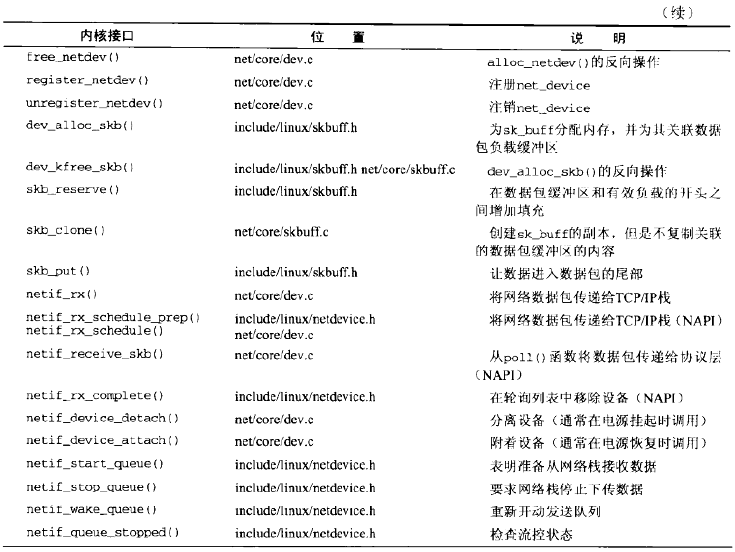 （续）
内核接口 位 置 说 明
free_netdev() net/core/dev.c alloc_netdev()的反向操作
register_netdev() net/core/dev.c 注册net_device
unregister_netdev() net/core/dev.c 注销net_device
dev_alloc_skb() include/linux/skbuff.h 为sk_buff分配内存，并为其关联数据
包负载缓冲区
dev_kfree_skb() include/linux/skbuff.h net/core/skbuff.c dev_alloc_skb()的反向操作
skb_reserve() include/linux/skbuff.h 在数据包缓冲区和有效负载的开头之
间增加填充
skb_clone() net/core/skbuff.c 创建sk_buff的副本，但是不复制关联
的数据包缓冲区的内容
skb_put() include/linux/skbuff.h 让数据进入数据包的尾部
netif_rx() net/core/dev.c 将网络数据包传递给TCP/IP栈
netif_rx_schedule_prep() include/linux/netdevice.h 将网络数据包传递给TCP/IP栈（NAPI）
netif_rx_schedule() net/core/dev.c
netif_receive_skb() net/core/dev.c 从poll()函数将数据包传递给协议层
（NAPI）
netif_rx_complete() include/linux/netdevice.h 在轮询列表中移除设备（NAPI）
netif_device_detach() net/core/dev.c 分离设备（通常在电源挂起时调用）
netif_device_attach() net/core/dev.c 附着设备（通常在电源恢复时调用）
netif_start_queue() include/linux/netdevice.h 表明准备从网络栈接收数据
netif_stop_queue() include/linux/netdevice.h 要求网络栈停止下传数据
netif_wake_queue() include/linux/netdevice.h 重新开动发送队列
netif_queue_stopped() include/linux/netdevice.h 检查流控状态